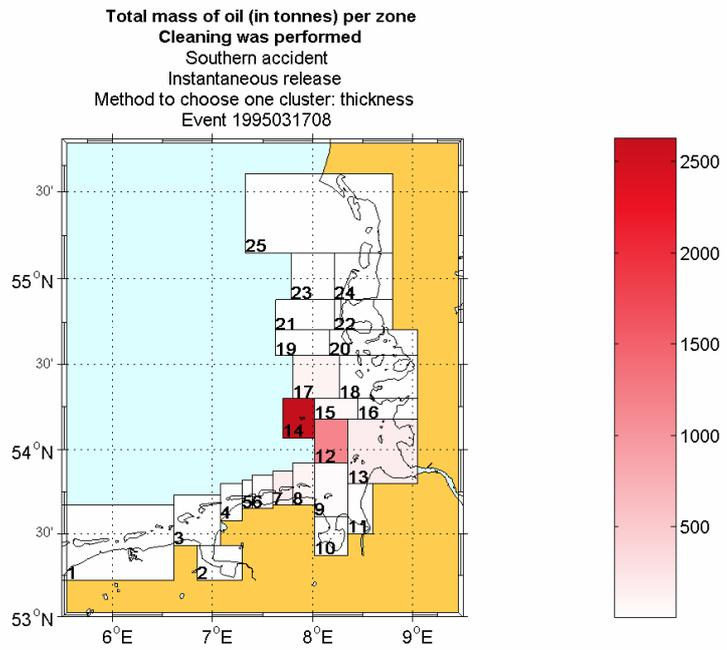 Total mass of oil (in tonnes) per zone
Cleaning was performed
Southern accident
Instantaneous release
Method to choose one cluster: thickness
Event 1995031708
30'
25
55°N
23 24
21 22
19 20
30'
17 18
15 16
14
54°N
12
13
7 8
5 6
4
9
30'
3
11
10
1
2
53°N
6°E 7°E 8°E 9°E
2500
2000
1500
1000
500